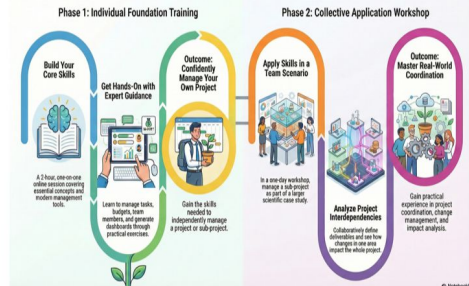 Phase 1: Individual Foundation Training
Build Your
Core Skills
A 2-hour, one-on-one
online session covering
essential concepts and
modern management
tools.
Get Hands-On with
Expert Guidance
Learn to manage tasks,
budgets, team
members, and generate
dashboards through
practical exercises.
Outcome:
Confidently
Manage Your
Own Project
Gain the skills
needed to
independently manage
a project or sub-project.
Phase 2: Collective Application Workshop
Apply Skills in a
Team Scenario
In a one-day workshop,
manage a sub-project
as part of a larger
scientific case study.
Analyze Project
Interdependencies
Collaboratively define
deliverables and see how
changes in one area
impact the whole project.
Outcome:
Master Real-World
Coordination
Gain practical
experience in project
coordination, change
management, and
impact analysis.